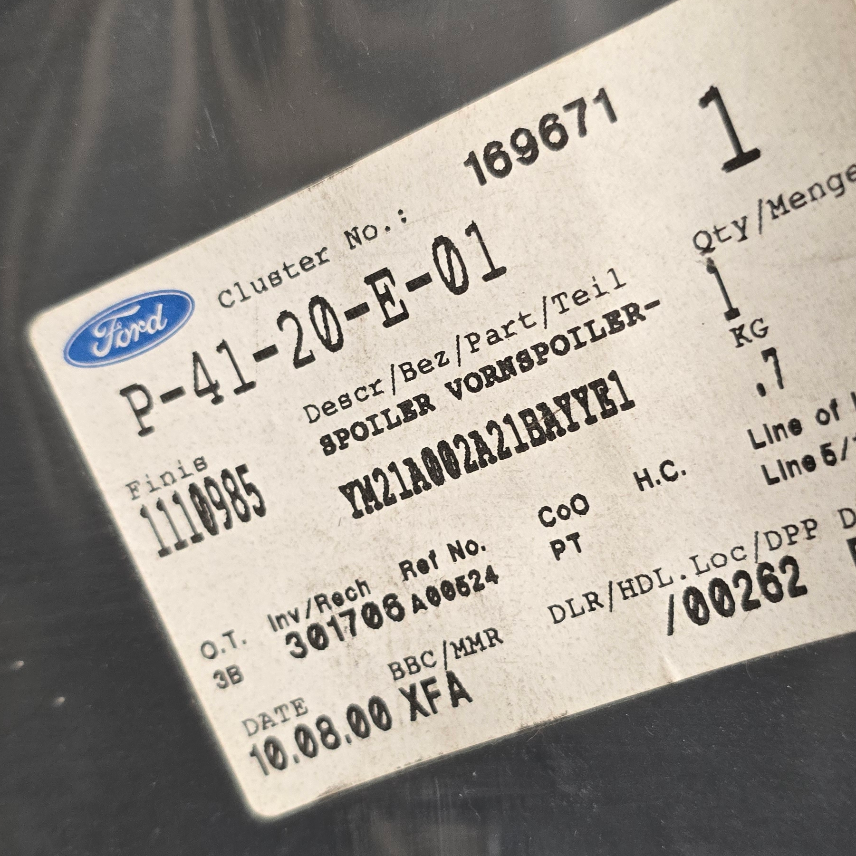 169671
1
Ford
Cluster No.:
P-41-20-E-01
Qty/Menge
1
Descr/Bez/Part/Teil
SPOILER VORNSPOILER-
KG
.7
Finis
1110985
YM21A002A21BAYYE1
Line of
Line 5/
O.T.
Inv/Rech
Ref No.
CoO
H.C.
3B
301706
A00524
PT
DLR/HDL.Loc/DPP
/00262
DATE
BBC/MMR
10.08.00
XFA